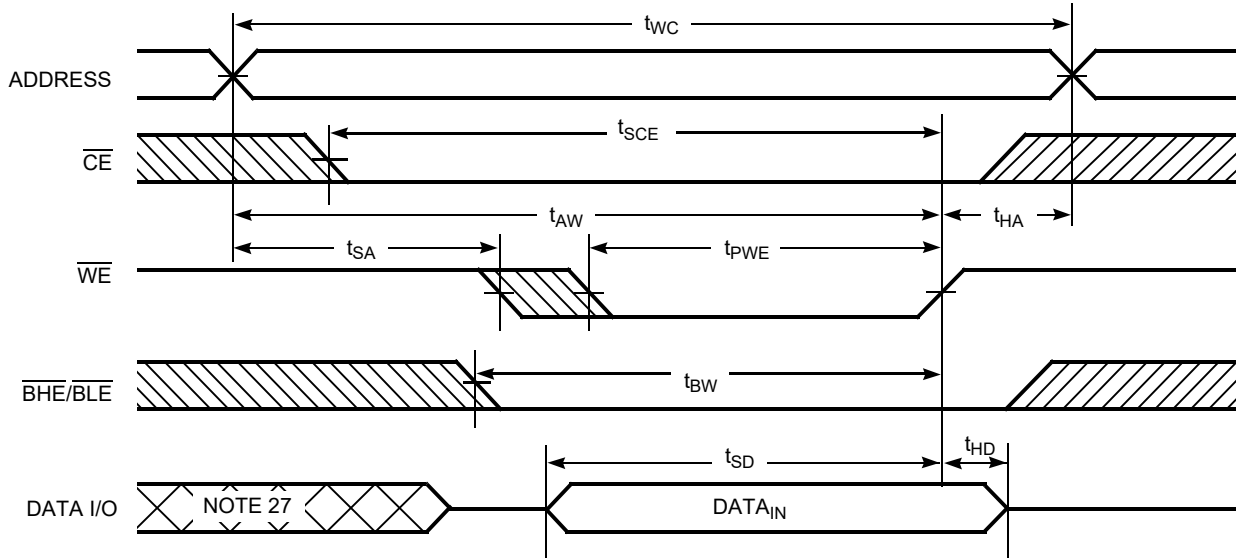 tWC
ADDRESS
tSCE
CE
tAW
tHA
tSA
tPWE
WE
BHE/BLE
tBW
tSD
tHD
DATA I/O
NOTE 27
DATAIN